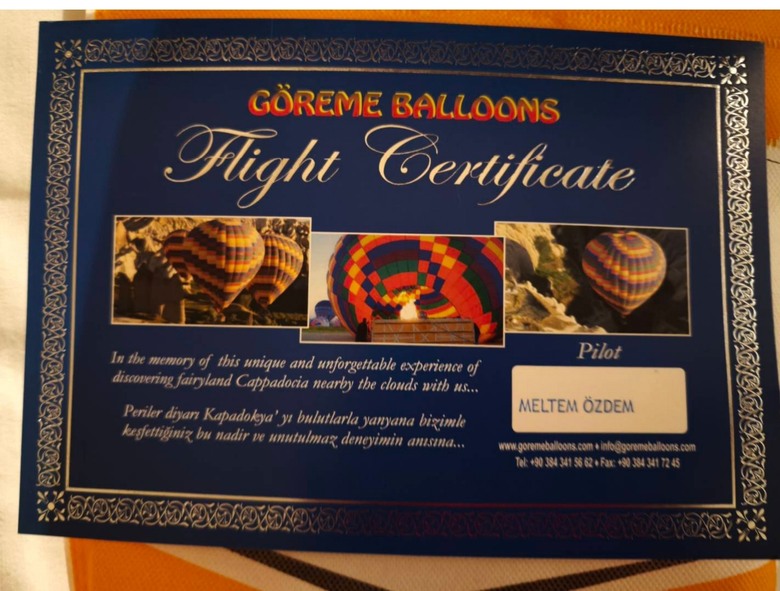 GÖREME BALLOONS
Flight Certificate
Pilot
In the memory of this unique and unforgettable experience of
discovering fairyland Cappadocia nearby the clouds with us...
Periler diyarı Kapadokya' yı bulutlarla yanyana bizimle
keşfettiğiniz bu nadir ve unutulmaz deneyimin anısına...
MELTEM ÖZDEM
www.goremeballoons.com ♦ info@goremeballoons.com
Tel: +90 384 341 56 62 ♦ Fax: +90 384 341 72 45